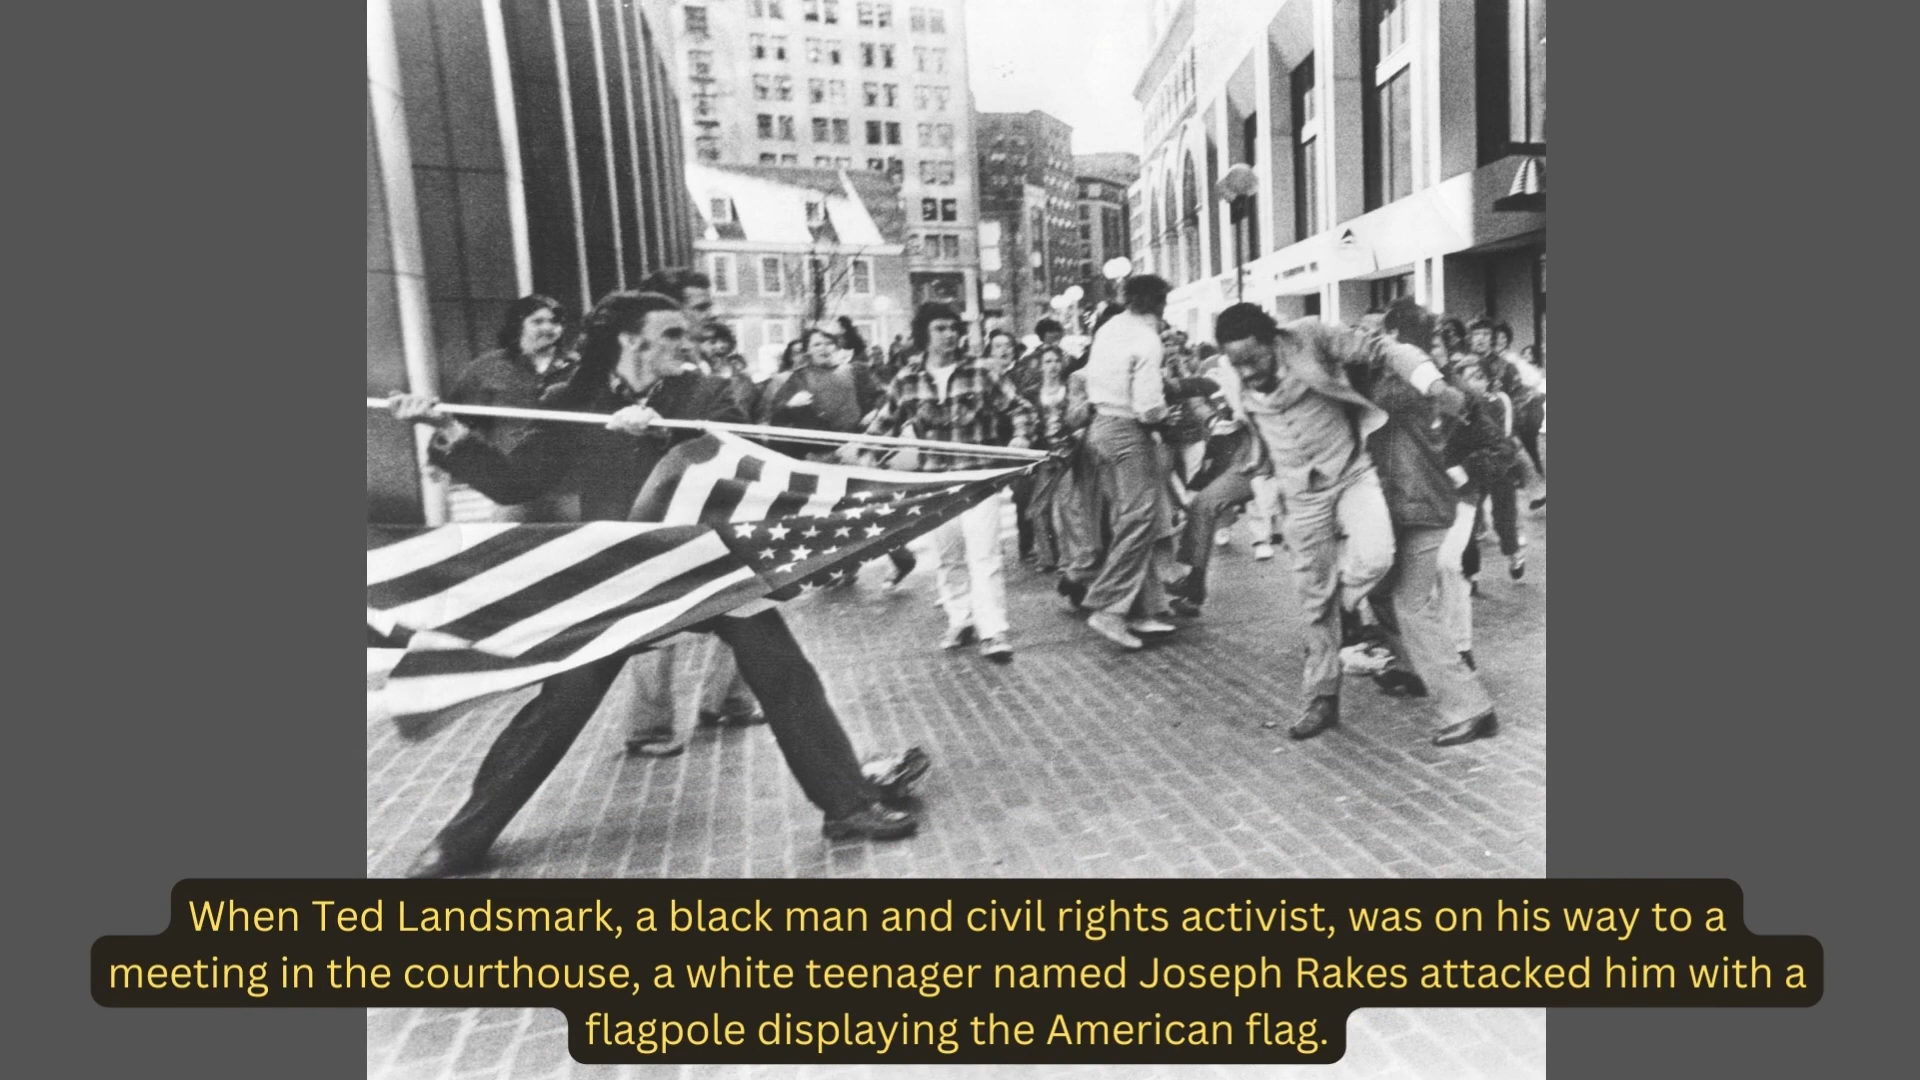 When Ted Landsmark, a black man and civil rights activist, was on his way to a
meeting in the courthouse, a white teenager named Joseph Rakes attacked him with a
flagpole displaying the American flag.